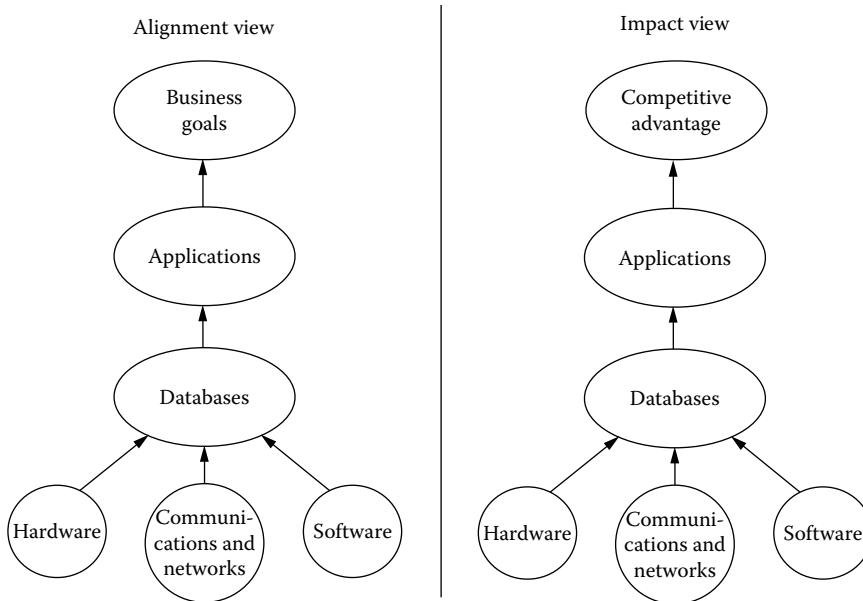 Alignment view
Business
goals
Applications
Databases
Hardware
Communi-
cations and
networks
Software
Impact view
Competitive
advantage
Applications
Databases
Hardware
Communi-
cations and
networks
Software